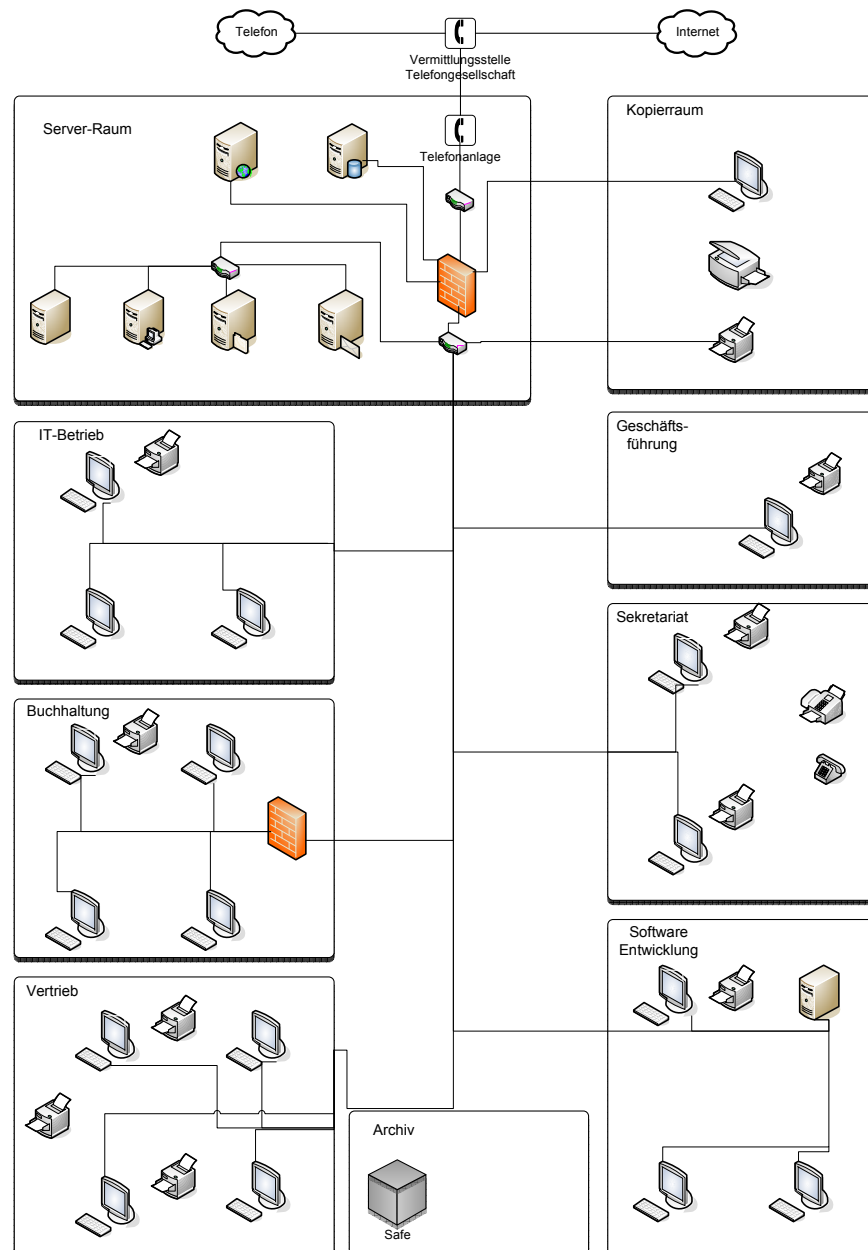 Telefon
Internet
Vermittlungsstelle
Telefongesellschaft
Server-Raum
Telefonanlage
Kopierraum
IT-Betrieb
Geschäfts-
führung
Sekretariat
Buchhaltung
Software
Entwicklung
Vertrieb
Archiv
Safe